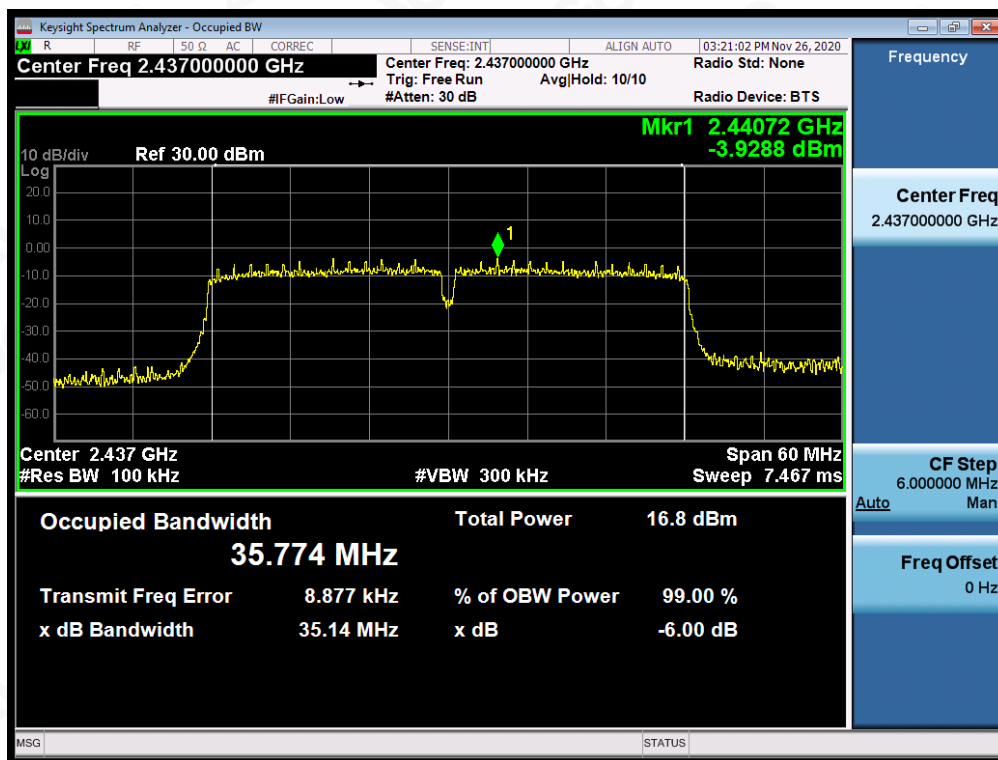 Keysight Spectrum Analyzer - Occupied BW
LXI R RF 50 Ω AC CORREC SENSE:INT ALIGN AUTO 03:21:02 PM Nov 26, 2020
Center Freq 2.437000000 GHz
Center Freq: 2.437000000 GHz
Radio Std: None
Trig: Free Run Avg|Hold: 10/10
#IFGain:Low
#Atten: 30 dB
Radio Device: BTS
Mkr1 2.44072 GHz
-3.9288 dBm
10 dB/div Ref 30.00 dBm
Log
20.0
10.0
0.00
-10.0
-20.0
-30.0
-40.0
-50.0
-60.0
1
Center 2.437 GHz Span 60 MHz
#Res BW 100 kHz #VBW 300 kHz Sweep 7.467 ms
Occupied Bandwidth Total Power 16.8 dBm
35.774 MHz
Transmit Freq Error 8.877 kHz % of OBW Power 99.00 %
x dB Bandwidth 35.14 MHz x dB -6.00 dB
MSG STATUS
Frequency
Center Freq
2.437000000 GHz
CF Step
6.000000 MHz
Auto Man
Freq Offset
0 Hz